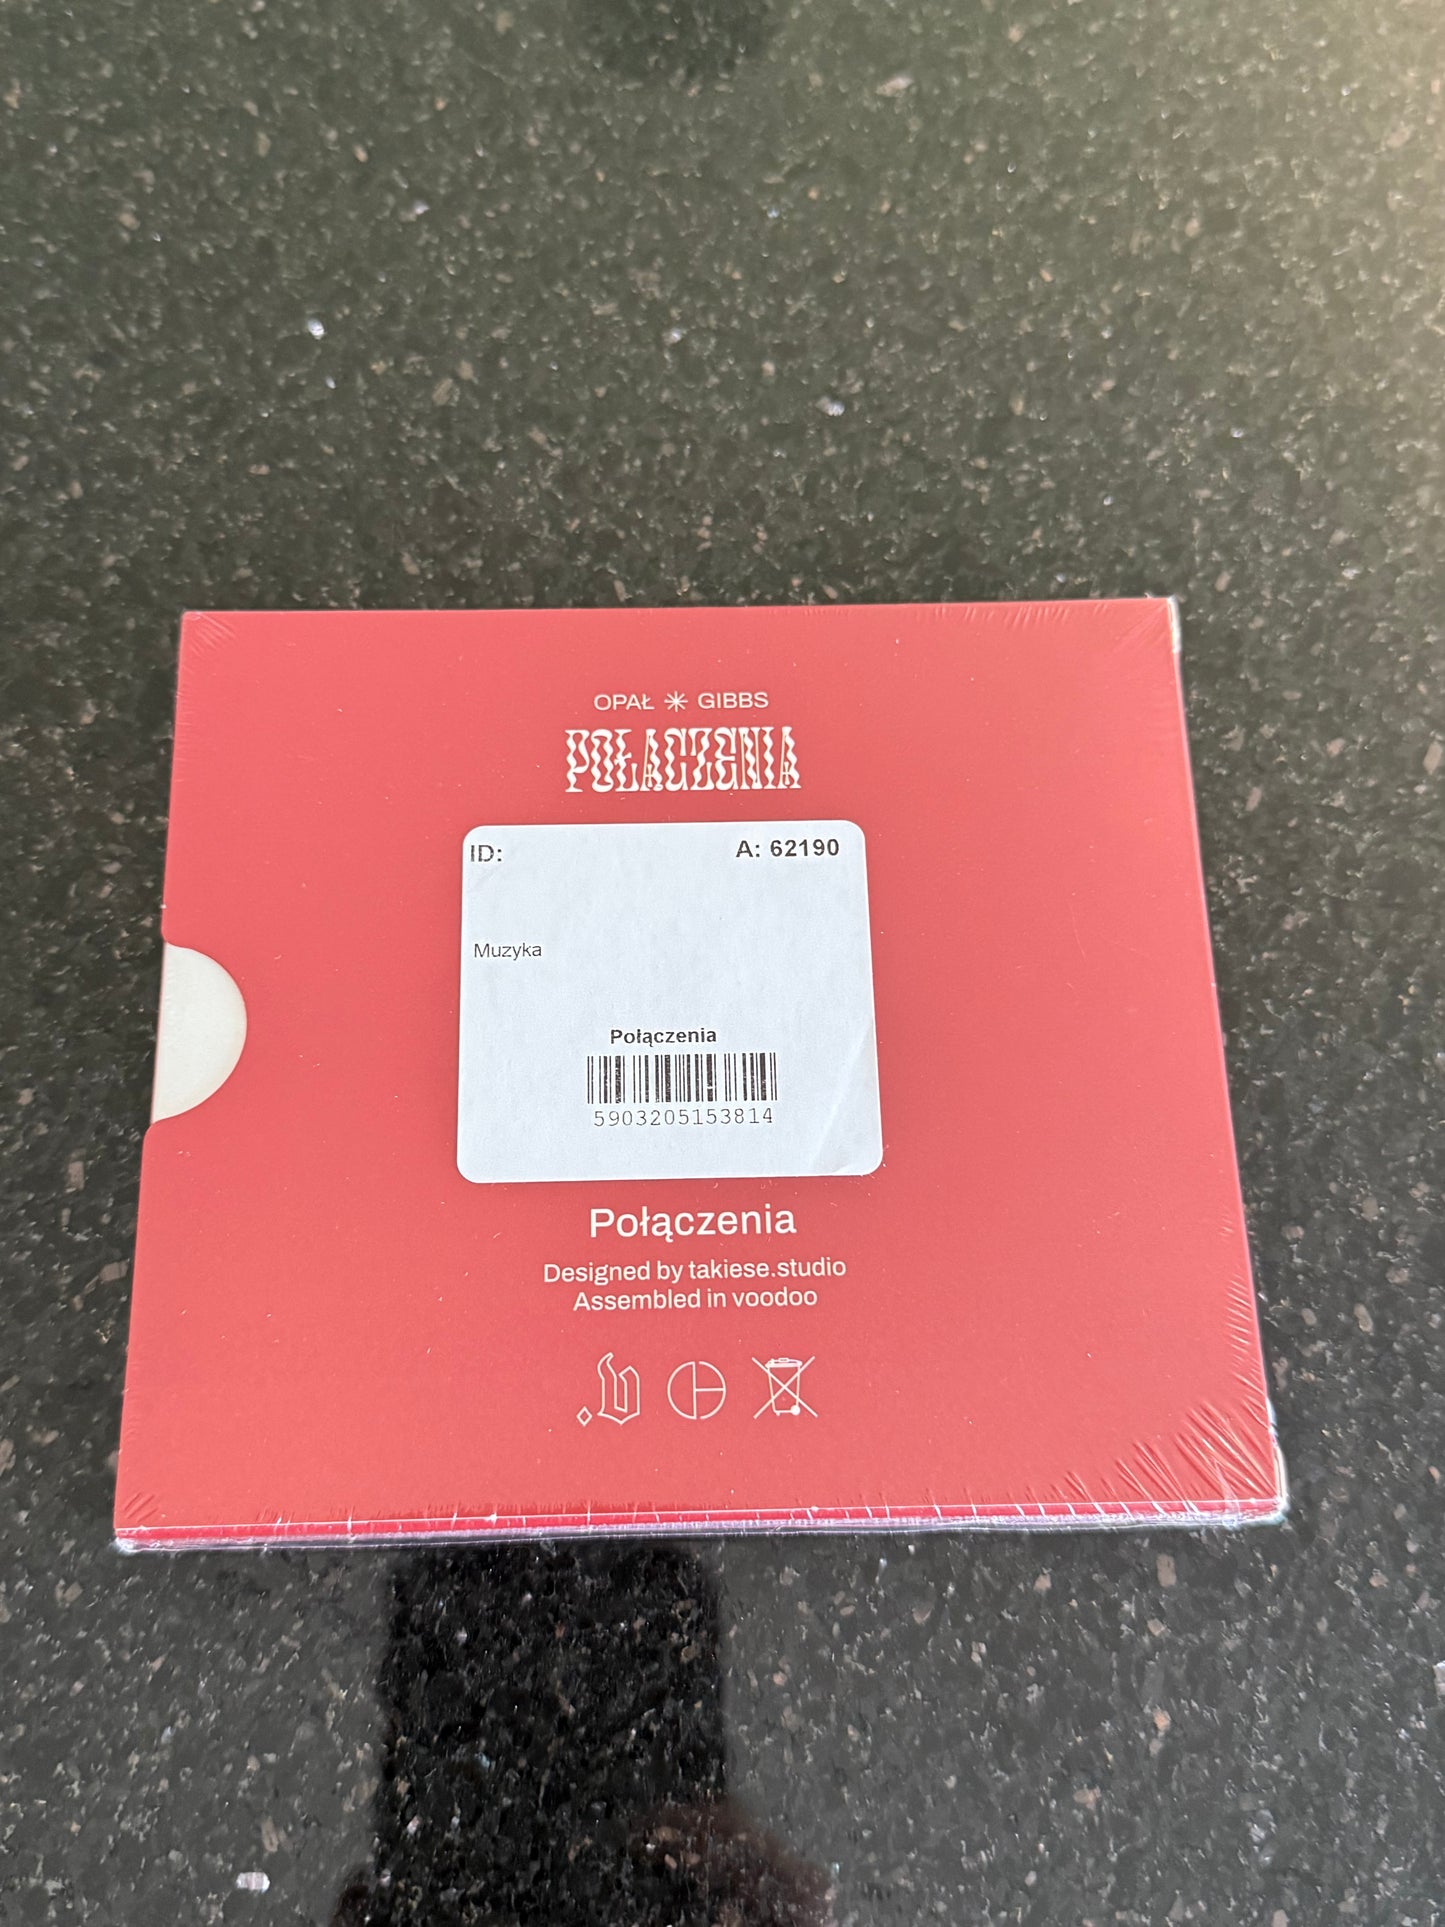 OPAŁ ✳ GIBBS
POŁĄCZENIA
ID: A: 62190
Muzyka
Połączenia
5903205153814
Połączenia
Designed by takiese.studio
Assembled in voodoo